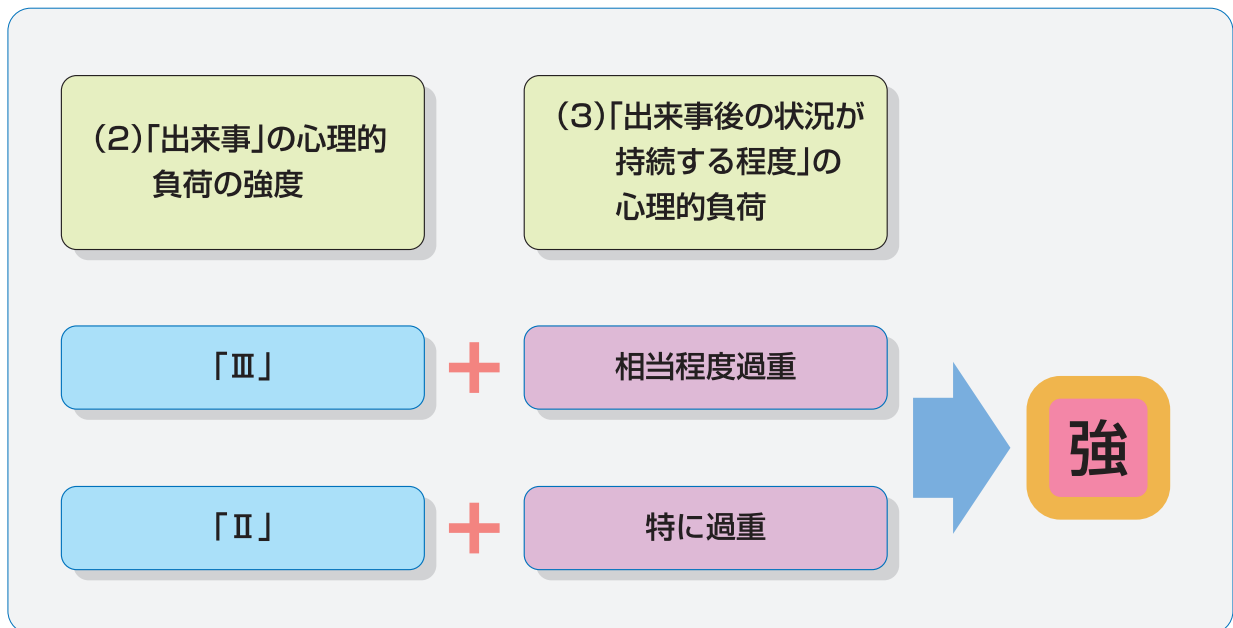 (2)「出来事」の心理的
負荷の強度
(3)「出来事後の状況が
持続する程度」の
心理的負荷
「Ⅲ」
+
相当程度過重
「Ⅱ」
+
特に過重
強